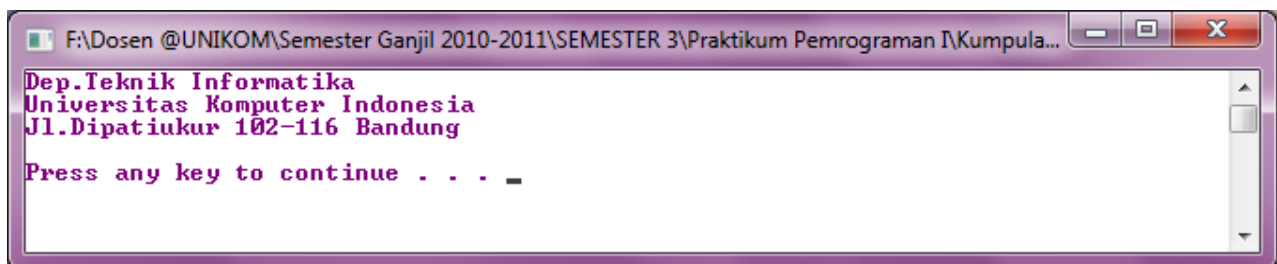 F:\Dosen @UNIKOM\Semester Ganjil 2010-2011\SEMESTER 3\Praktikum Pemrograman I\Kumpula...
Dep.Teknik Informatika
Universitas Komputer Indonesia
Jl.Dipatiukur 102-116 Bandung
Press any key to continue . . . _